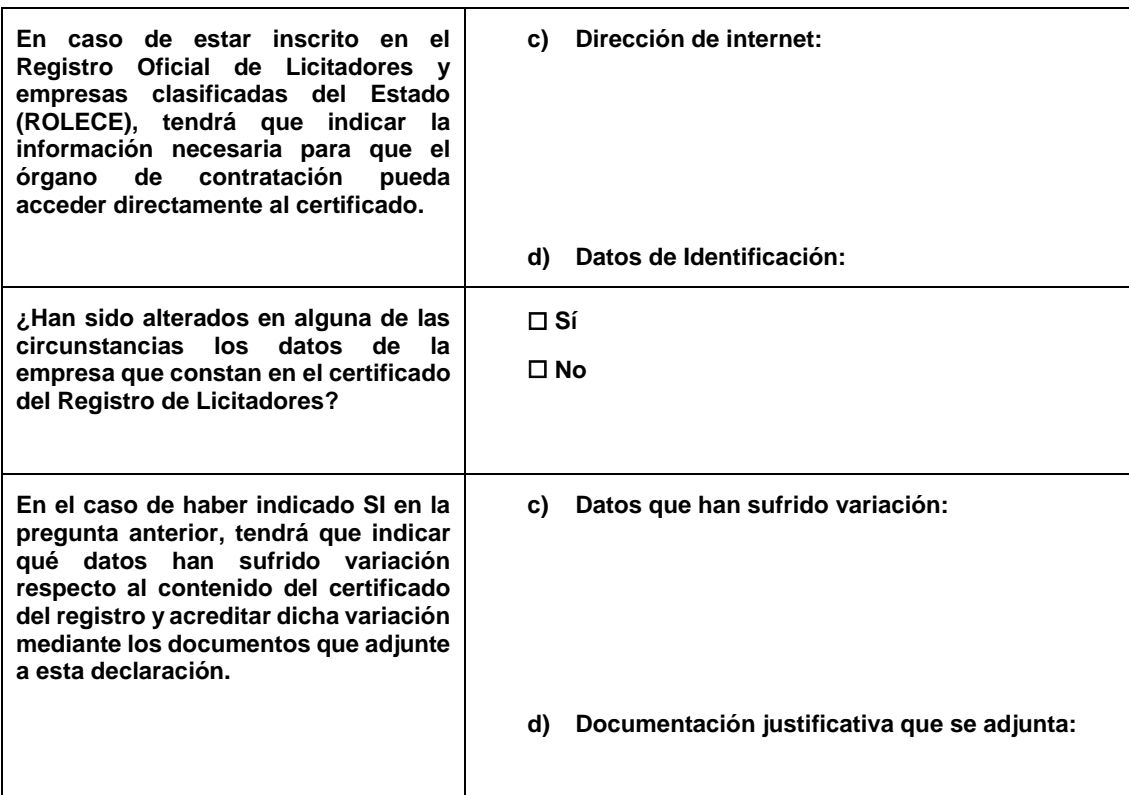 En caso de estar inscrito en el
Registro Oficial de Licitadores y
empresas clasificadas del Estado
(ROLECE), tendrá que indicar la
información necesaria para que el
órgano de contratación pueda
acceder directamente al certificado.
c) Dirección de internet:
d) Datos de Identificación:
¿Han sido alterados en alguna de las
circunstancias los datos de la
empresa que constan en el certificado
del Registro de Licitadores?
☐ Sí
☐ No
En el caso de haber indicado SI en la
pregunta anterior, tendrá que indicar
qué datos han sufrido variación
respecto al contenido del certificado
del registro y acreditar dicha variación
mediante los documentos que adjunte
a esta declaración.
c) Datos que han sufrido variación:
d) Documentación justificativa que se adjunta: